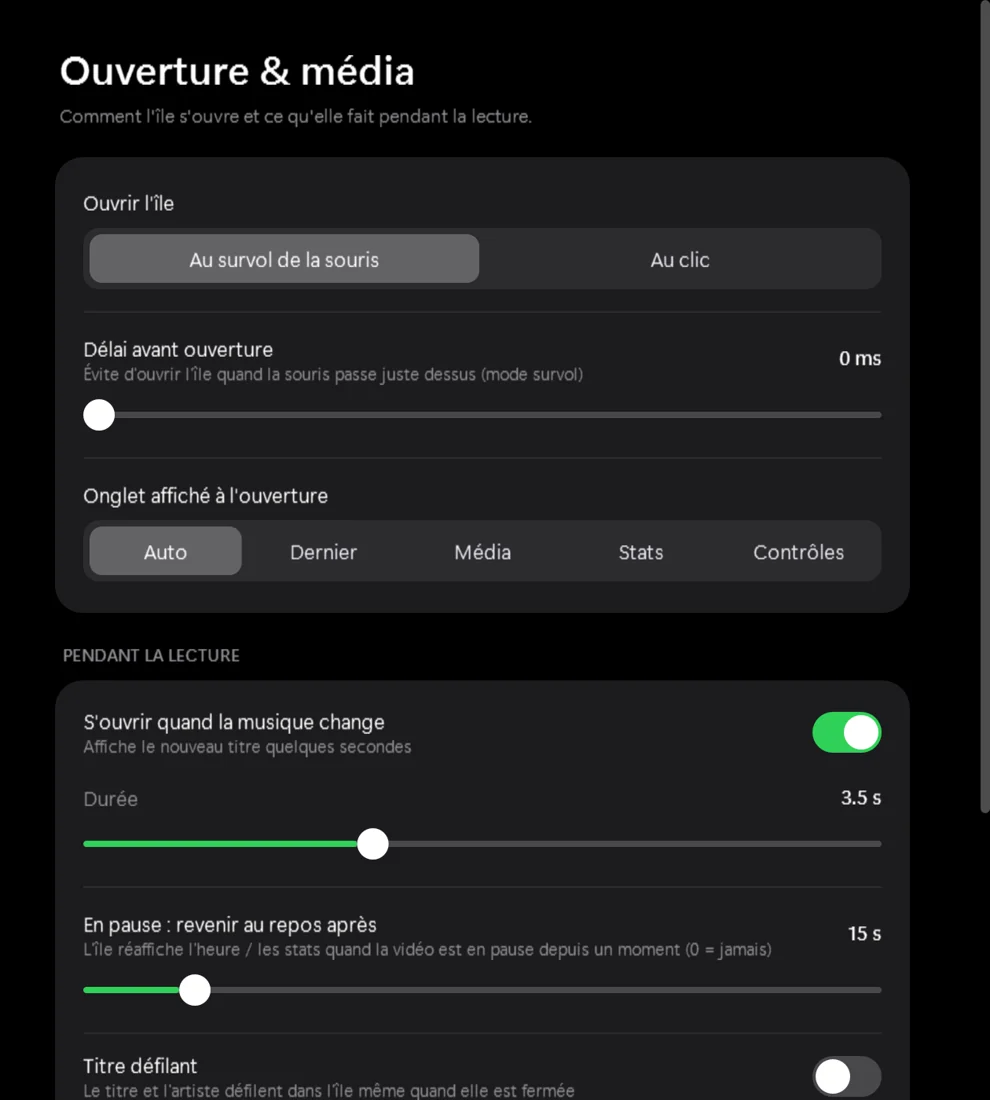 Ouverture & média
Comment l'île s'ouvre et ce qu'elle fait pendant la lecture.
Ouvrir l'île
Au survol de la souris
Au clic
Délai avant ouverture
0 ms
Évite d'ouvrir l'île quand la souris passe juste dessus (mode survol)
Onglet affiché à l'ouverture
Auto
Dernier
Média
Stats
Contrôles
PENDANT LA LECTURE
S'ouvrir quand la musique change
Affiche le nouveau titre quelques secondes
Durée
3.5 s
En pause : revenir au repos après
15 s
L'île réaffiche l'heure / les stats quand la vidéo est en pause depuis un moment (0 = jamais)
Titre défilant
Le titre et l'artiste défilent dans l'île même quand elle est fermée